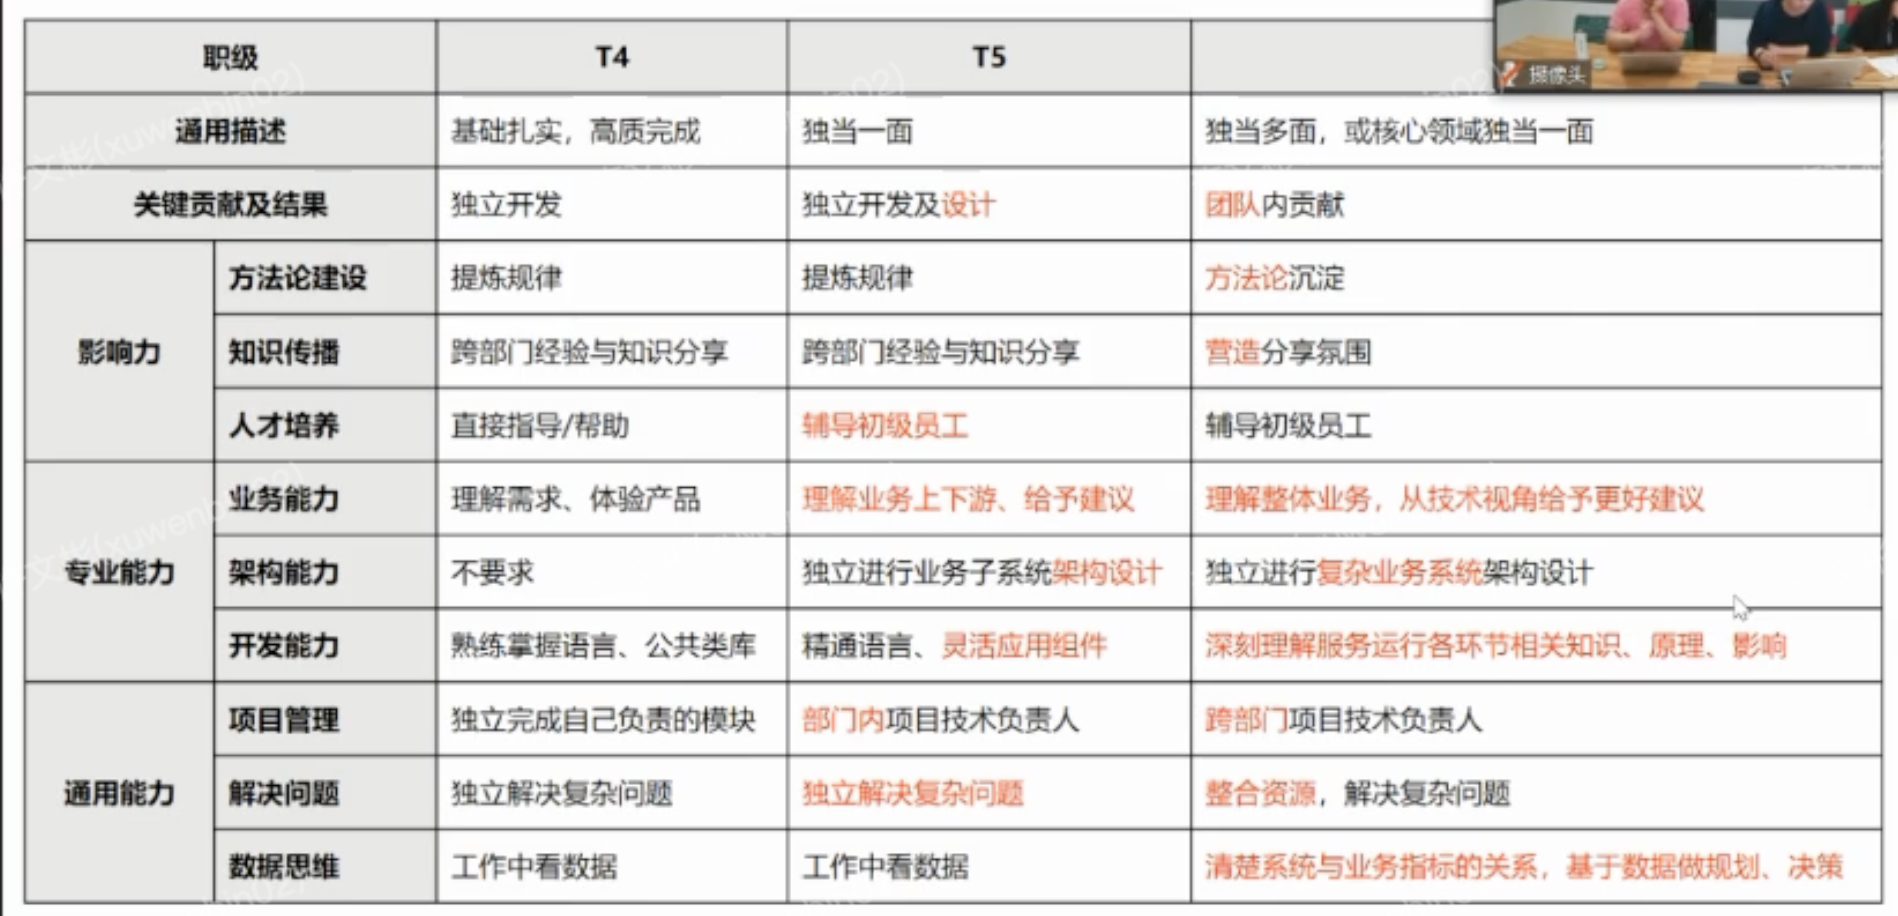 职级 T4 T5
摄像头
通用描述 基础扎实，高质完成 独当一面 独当多面，或核心领域独当一面
关键贡献及结果 独立开发 独立开发及设计 团队内贡献
影响力 方法论建设 提炼规律 提炼规律 方法论沉淀
知识传播 跨部门经验与知识分享 跨部门经验与知识分享 营造分享氛围
人才培养 直接指导/帮助 辅导初级员工 辅导初级员工
专业能力 业务能力 理解需求、体验产品 理解业务上下游、给予建议 理解整体业务，从技术视角给予更好建议
架构能力 不要求 独立进行业务子系统架构设计 独立进行复杂业务系统架构设计
开发能力 熟练掌握语言、公共类库 精通语言、灵活应用组件 深刻理解服务运行各环节相关知识、原理、影响
通用能力 项目管理 独立完成自己负责的模块 部门内项目技术负责人 跨部门项目技术负责人
解决问题 独立解决复杂问题 独立解决复杂问题 整合资源，解决复杂问题
数据思维 工作中看数据 工作中看数据 清楚系统与业务指标的关系，基于数据做规划、决策